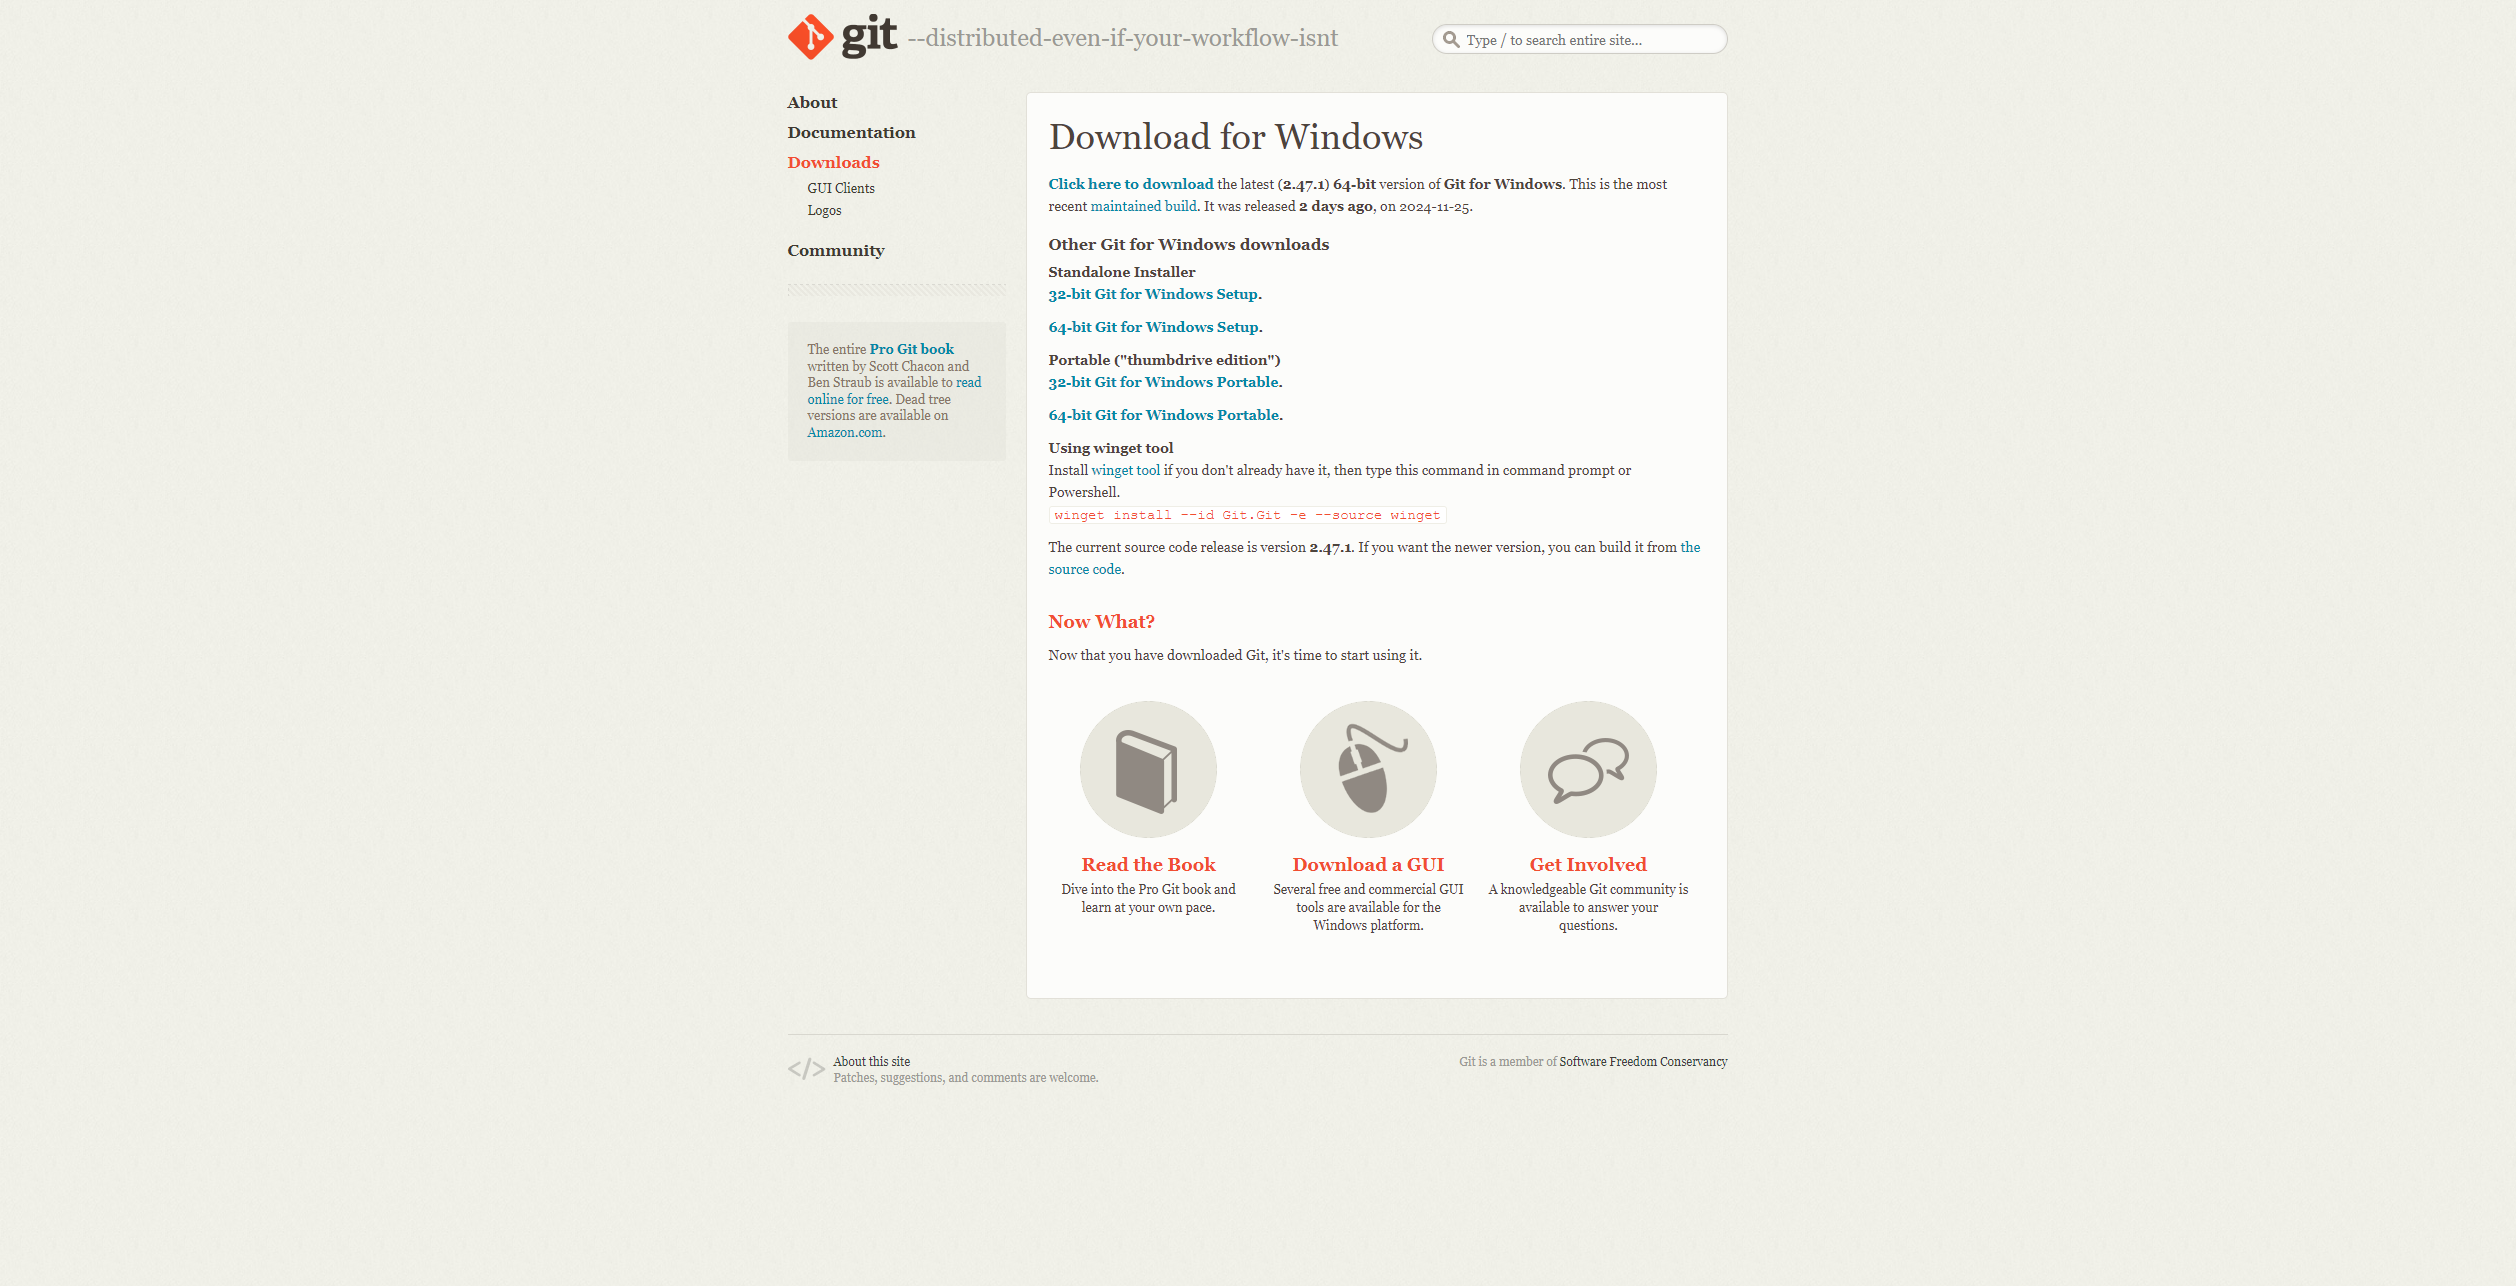 git --distributed-even-if-your-workflow-isnt
Type / to search entire site...
About
Documentation
Downloads
GUI Clients
Logos
Community
The entire Pro Git book
written by Scott Chacon and
Ben Straub is available to read
online for free. Dead tree
versions are available on
Amazon.com.
Download for Windows
Click here to download the latest (2.47.1) 64-bit version of Git for Windows. This is the most
recent maintained build. It was released 2 days ago, on 2024-11-25.
Other Git for Windows downloads
Standalone Installer
32-bit Git for Windows Setup.
64-bit Git for Windows Setup.
Portable ("thumbdrive edition")
32-bit Git for Windows Portable.
64-bit Git for Windows Portable.
Using winget tool
Install winget tool if you don't already have it, then type this command in command prompt or
Powershell.
winget install --id Git.Git -e --source winget
The current source code release is version 2.47.1. If you want the newer version, you can build it from the
source code.
Now What?
Now that you have downloaded Git, it's time to start using it.
Read the Book
Dive into the Pro Git book and
learn at your own pace.
Download a GUI
Several free and commercial GUI
tools are available for the
Windows platform.
Get Involved
A knowledgeable Git community is
available to answer your
questions.
</> About this site
Patches, suggestions, and comments are welcome.
Git is a member of Software Freedom Conservancy